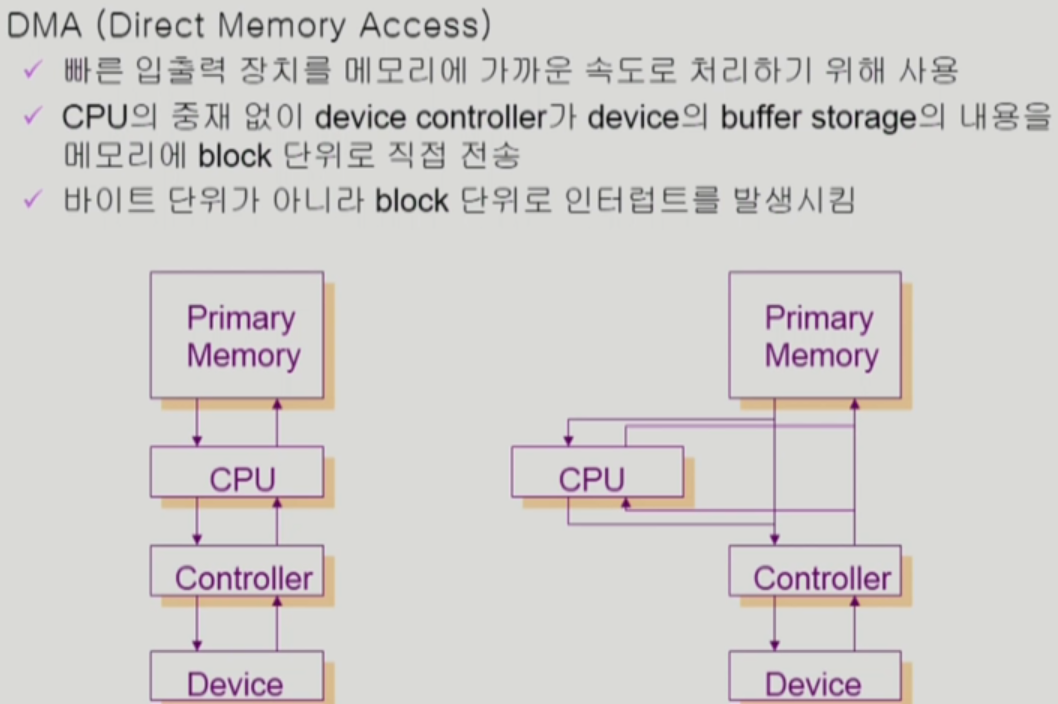 DMA (Direct Memory Access)
✓ 빠른 입출력 장치를 메모리에 가까운 속도로 처리하기 위해 사용
✓ CPU의 중재 없이 device controller가 device의 buffer storage의 내용을
메모리에 block 단위로 직접 전송
✓ 바이트 단위가 아니라 block 단위로 인터럽트를 발생시킴
Primary
Memory
CPU
Controller
Device
Primary
Memory
CPU
Controller
Device